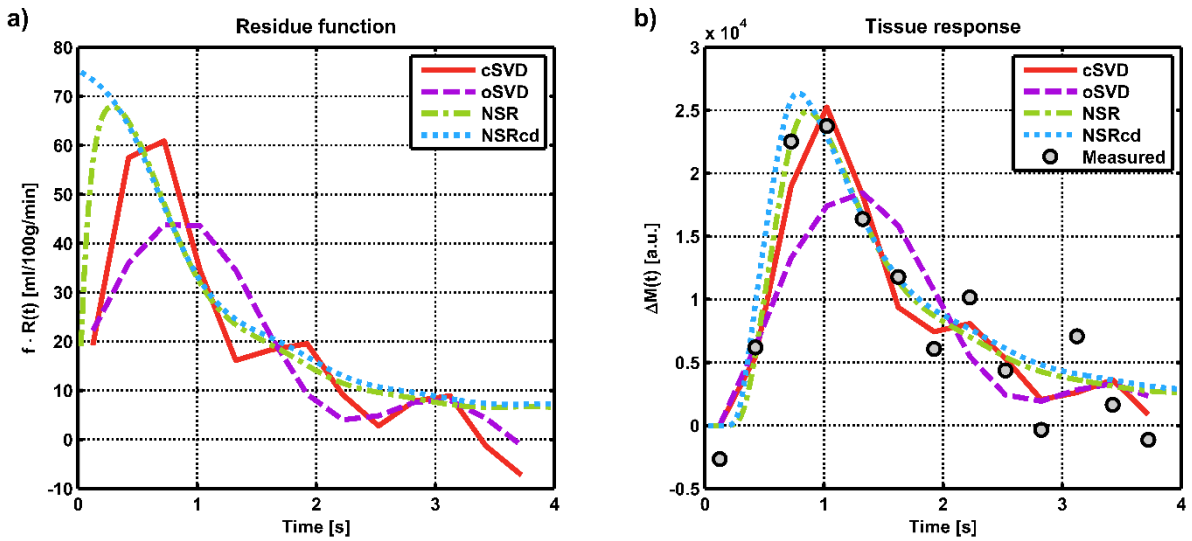 a)
Residue function
80
70
60
50
40
30
20
10
0
-10
f · R(t) [ml/100g/min]
0 1 2 3 4
Time [s]
cSVD
oSVD
NSR
NSRcd
b)
Tissue response
x 10⁴
3
2.5
2
1.5
1
0.5
0
-0.5
ΔM(t) [a.u.]
0 1 2 3 4
Time [s]
cSVD
oSVD
NSR
NSRcd
Measured